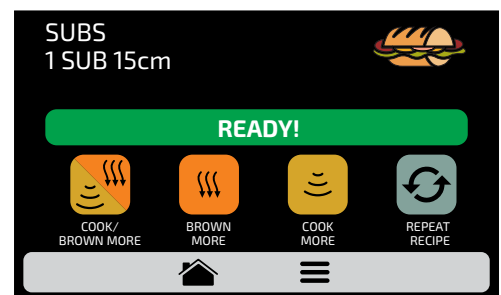 SUBS
1 SUB 15cm
READY!
COOK/
BROWN MORE
BROWN
MORE
COOK
MORE
REPEAT
RECIPE